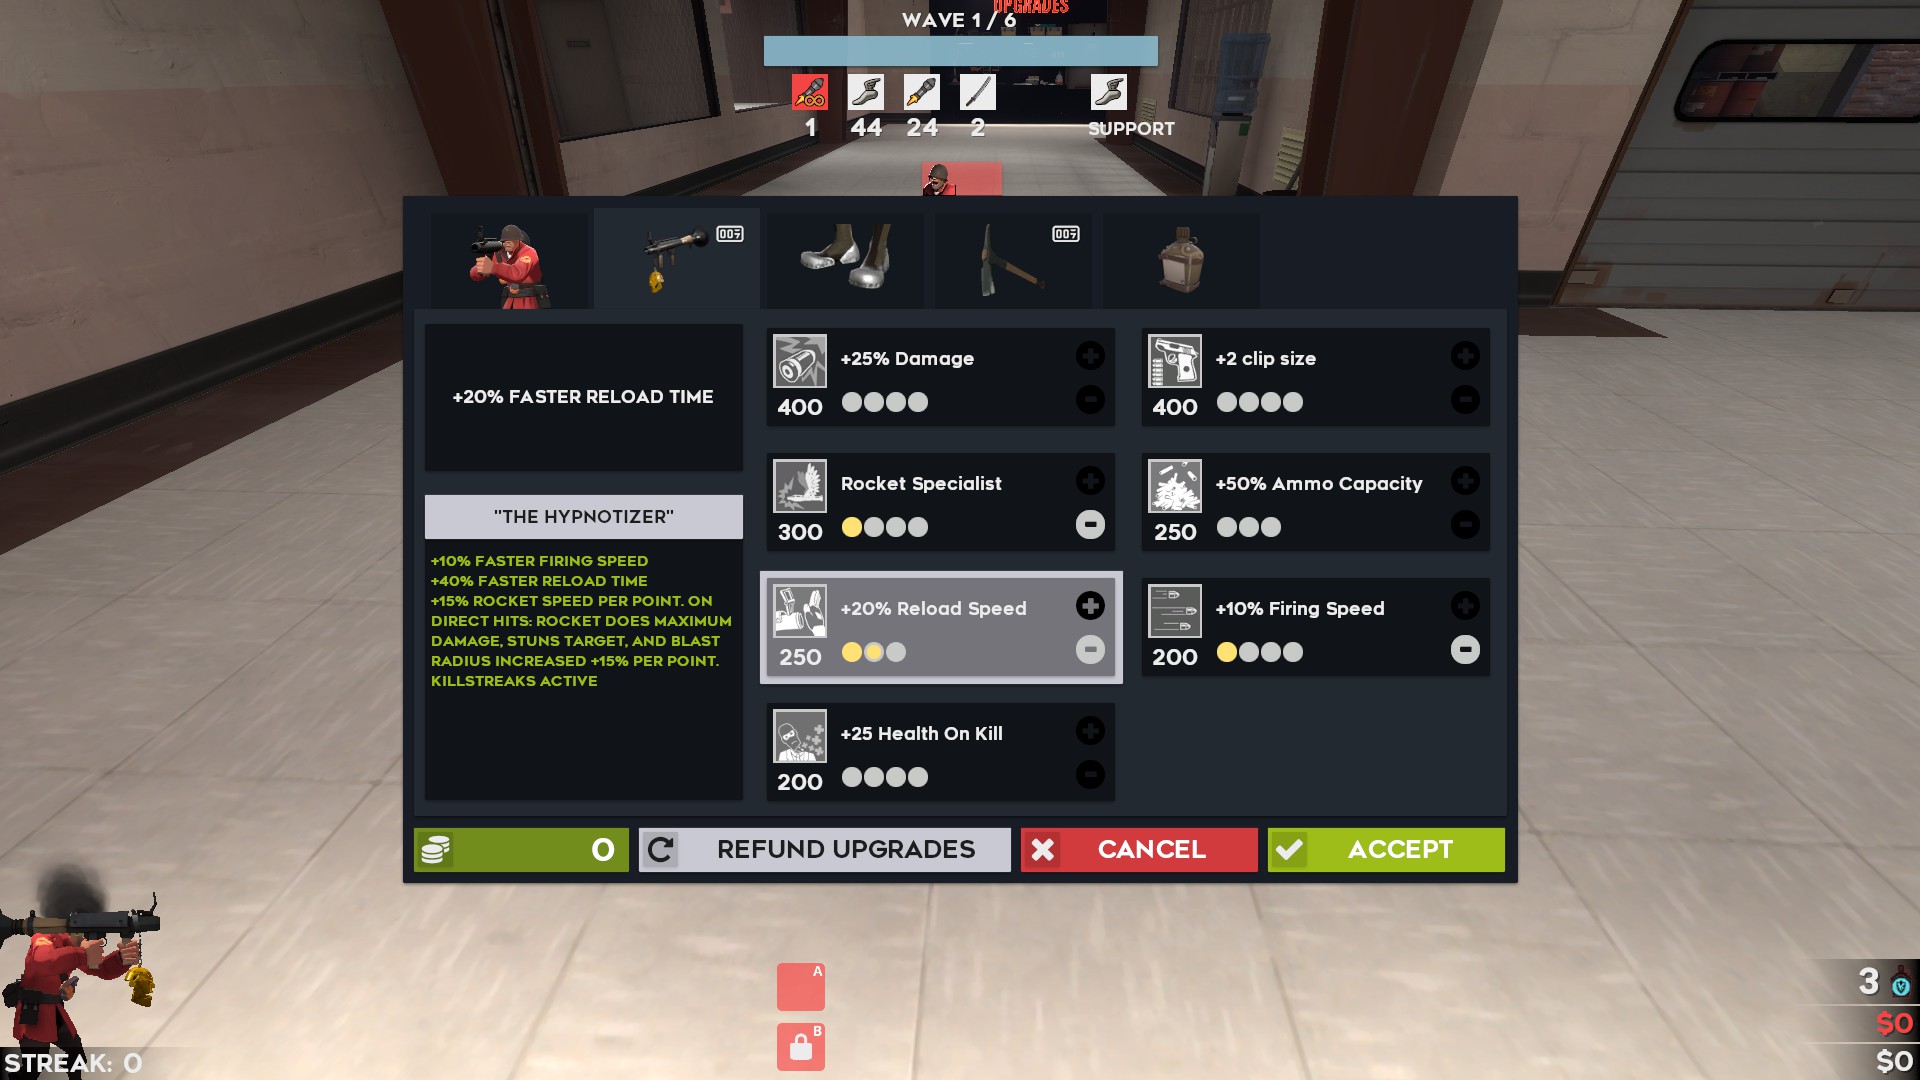 UPGRADES
WAVE 1 / 6
1
44
24
2
SUPPORT
007
007
+20% FASTER RELOAD TIME
"THE HYPNOTIZER"
+10% FASTER FIRING SPEED
+40% FASTER RELOAD TIME
+15% ROCKET SPEED PER POINT. ON
DIRECT HITS: ROCKET DOES MAXIMUM
DAMAGE, STUNS TARGET, AND BLAST
RADIUS INCREASED +15% PER POINT.
KILLSTREAKS ACTIVE
+25% Damage
400
+2 clip size
400
Rocket Specialist
300
+50% Ammo Capacity
250
+20% Reload Speed
250
+10% Firing Speed
200
+25 Health On Kill
200
0
REFUND UPGRADES
CANCEL
ACCEPT
A
B
STREAK: 0
3
$0
$0